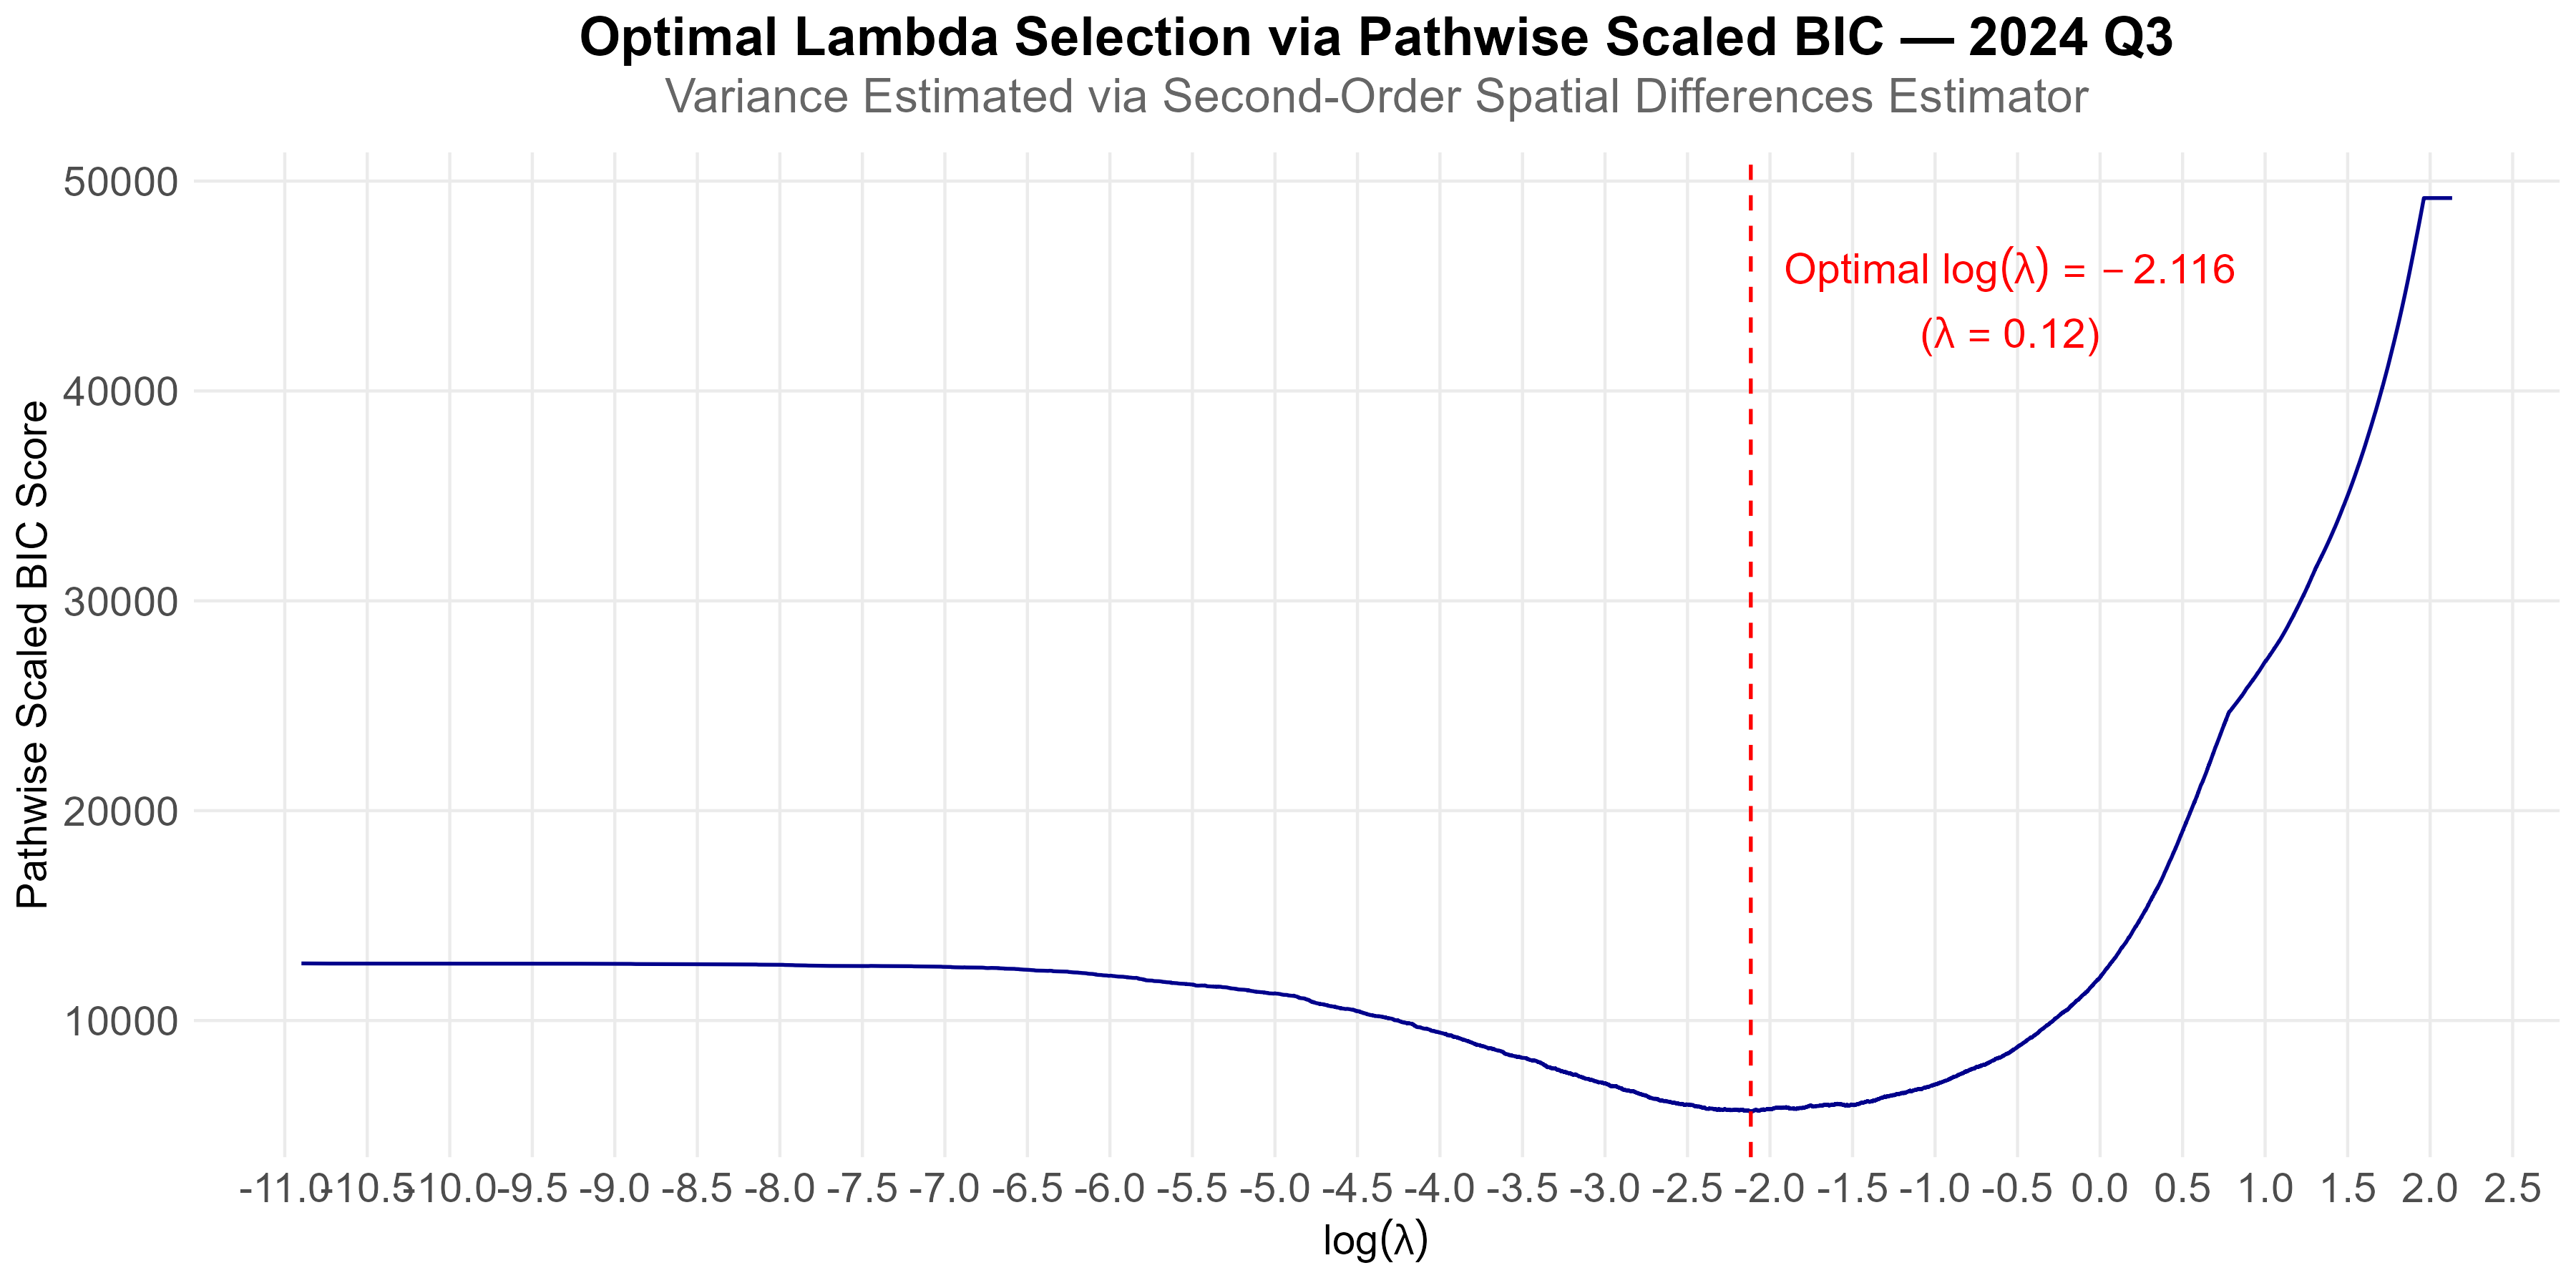 Optimal Lambda Selection via Pathwise Scaled BIC — 2024 Q3
Variance Estimated via Second-Order Spatial Differences Estimator
Pathwise Scaled BIC Score
50000
40000
30000
20000
10000
Optimal log(λ) = − 2.116
(λ = 0.12)
-11.0 -10.5 -10.0 -9.5 -9.0 -8.5 -8.0 -7.5 -7.0 -6.5 -6.0 -5.5 -5.0 -4.5 -4.0 -3.5 -3.0 -2.5 -2.0 -1.5 -1.0 -0.5 0.0 0.5 1.0 1.5 2.0 2.5
log(λ)